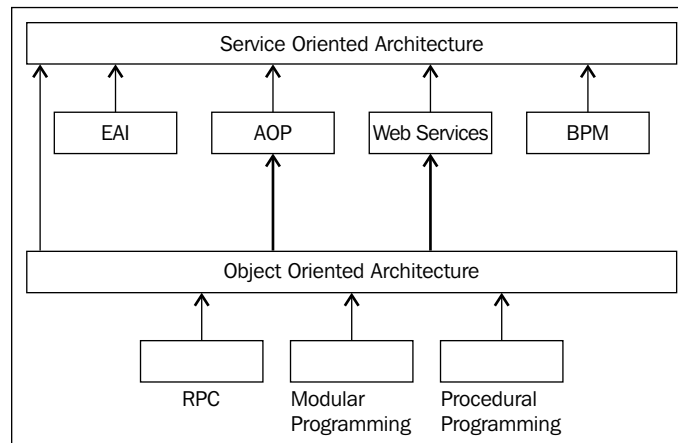 Service Oriented Architecture
EAI
AOP
Web Services
BPM
Object Oriented Architecture
RPC
Modular
Programming
Procedural
Programming